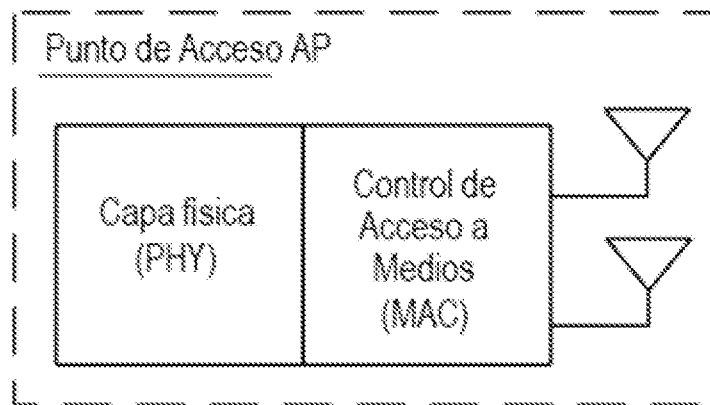 Punto de Acceso AP
Capa física
(PHY)
Control de
Acceso a
Medios
(MAC)